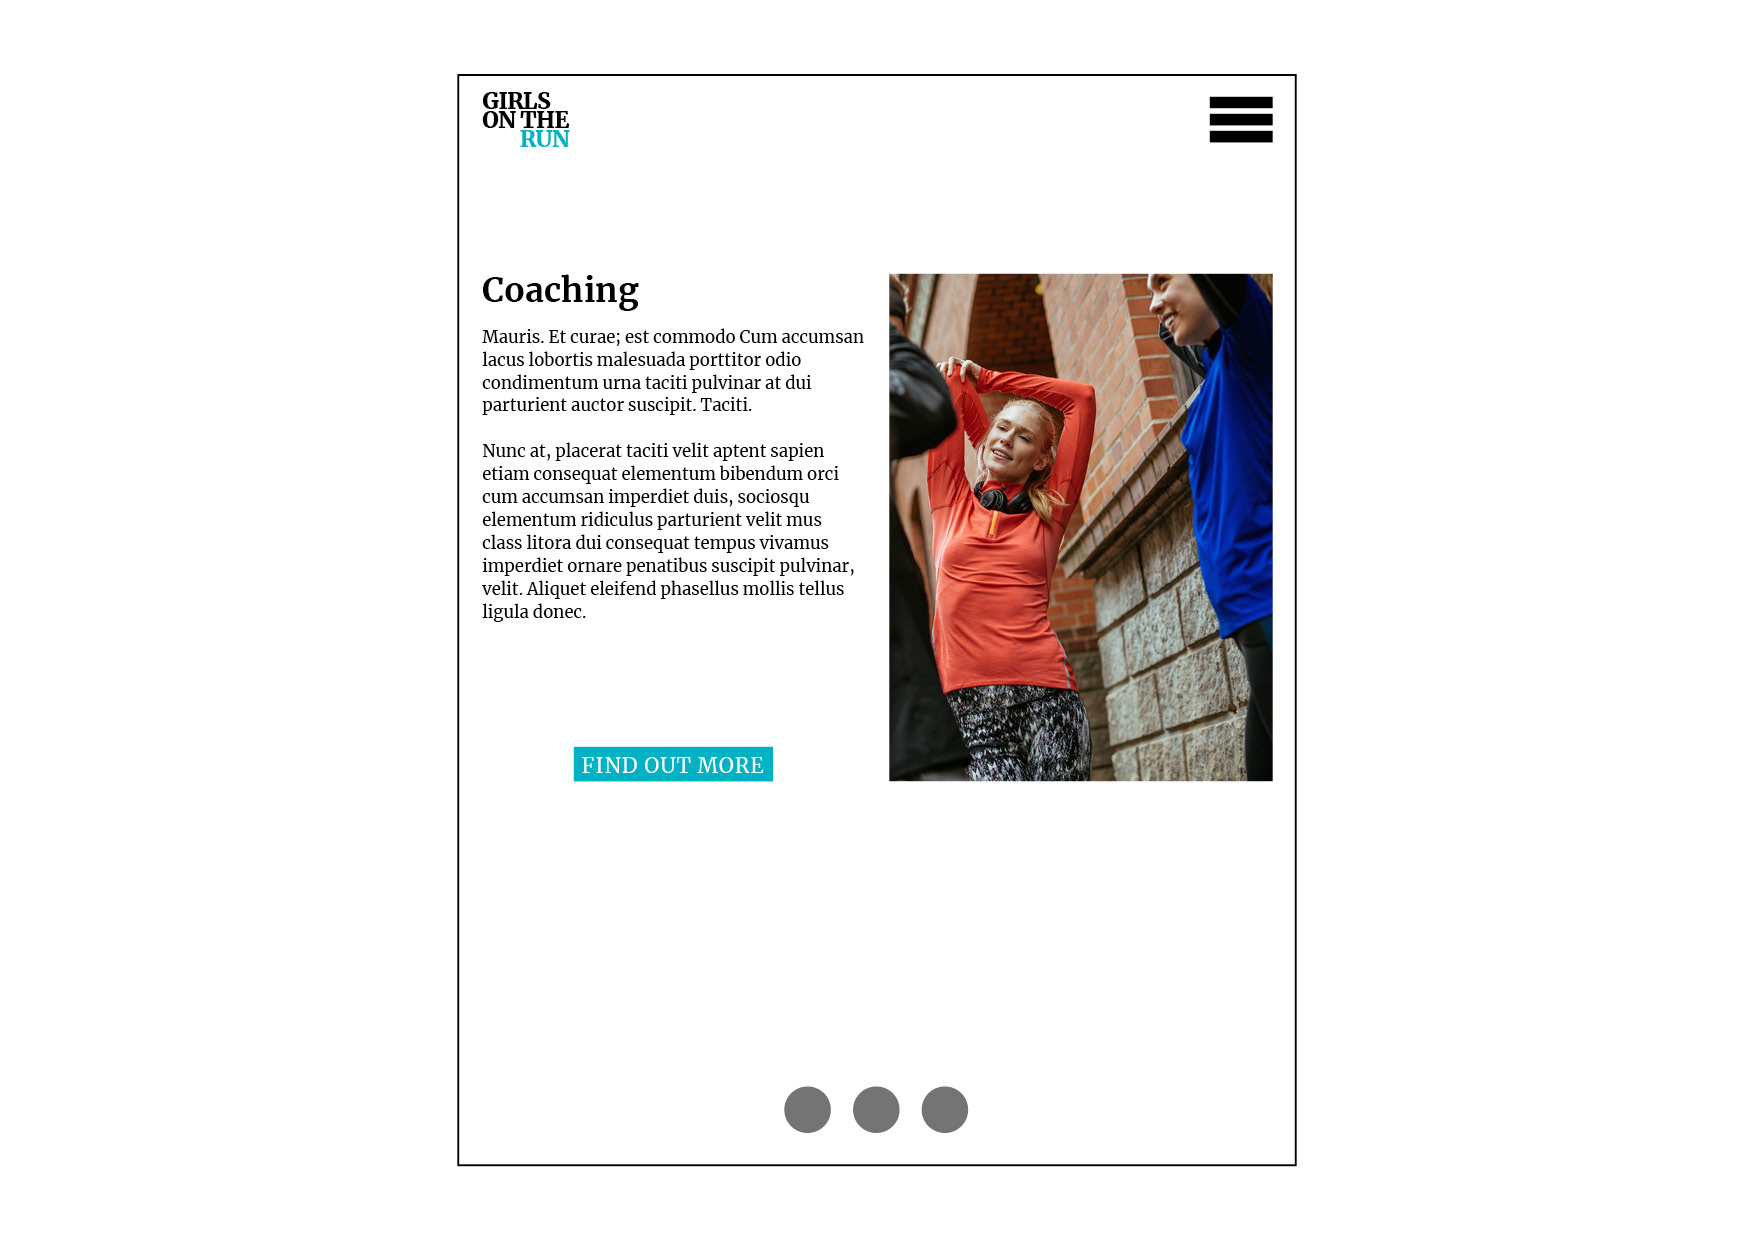 GIRLS
ON THE
RUN
Coaching
Mauris. Et curae; est commodo Cum accumsan
lacus lobortis malesuada porttitor odio
condimentum urna taciti pulvinar at dui
parturient auctor suscipit. Taciti.
Nunc at, placerat taciti velit aptent sapien
etiam consequat elementum bibendum orci
cum accumsan imperdiet duis, sociosqu
elementum ridiculus parturient velit mus
class litora dui consequat tempus vivamus
imperdiet ornare penatibus suscipit pulvinar,
velit. Aliquet eleifend phasellus mollis tellus
ligula donec.
FIND OUT MORE